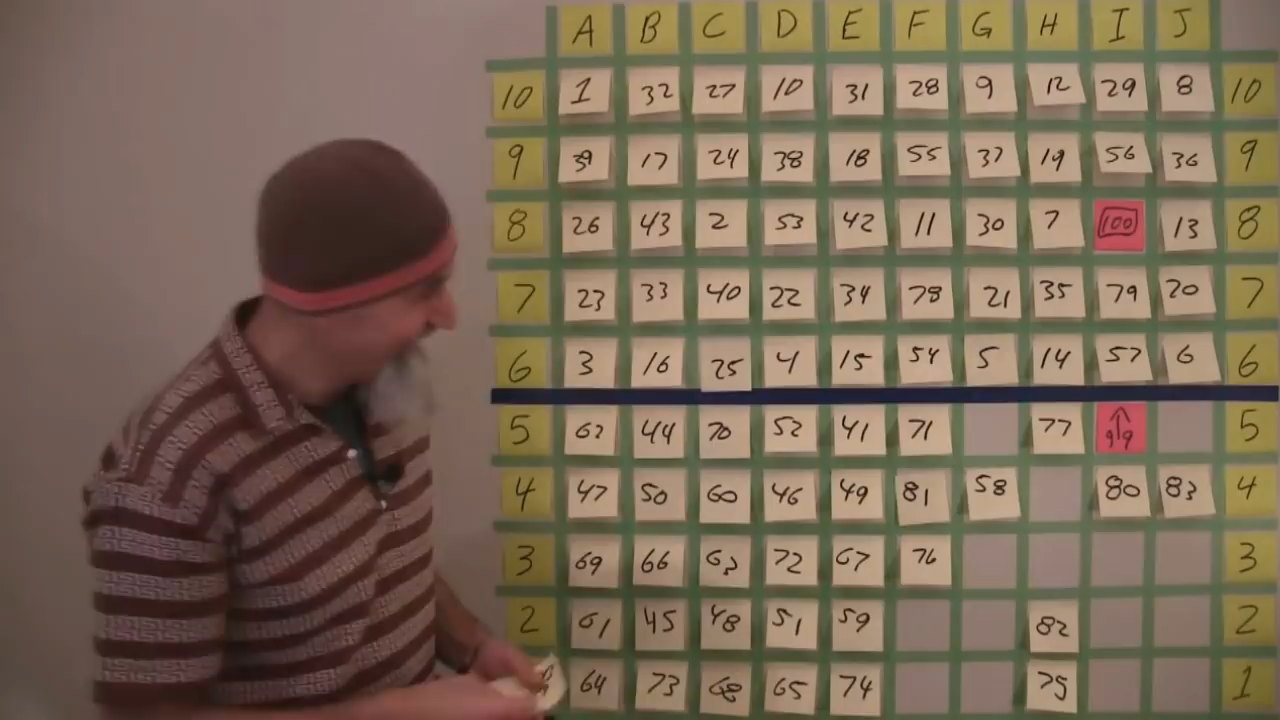 A B C D E F G H I J
10 1 32 27 10 31 28 9 12 29 8 10
9 39 17 24 38 18 55 37 19 56 36 9
8 26 43 2 53 42 11 30 7 100 13 8
7 23 33 40 22 34 78 21 35 79 20 7
6 3 16 25 4 15 54 5 14 57 6 6
5 62 44 70 52 41 71 77 ↑ 99 5
4 47 50 60 46 49 81 58 80 83 4
3 69 66 63 72 67 76 3
2 61 45 48 51 59 82 2
64 73 68 65 74 75 1